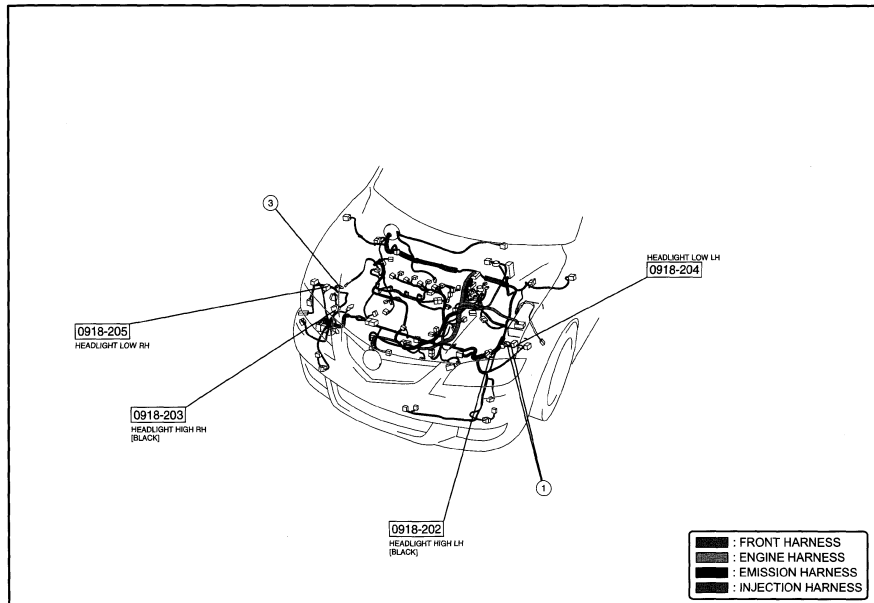 3
HEADLIGHT LOW LH
0918-204
0918-205
HEADLIGHT LOW RH
0918-203
HEADLIGHT HIGH RH
[BLACK]
1
0918-202
HEADLIGHT HIGH LH
[BLACK]
: FRONT HARNESS
: ENGINE HARNESS
: EMISSION HARNESS
: INJECTION HARNESS